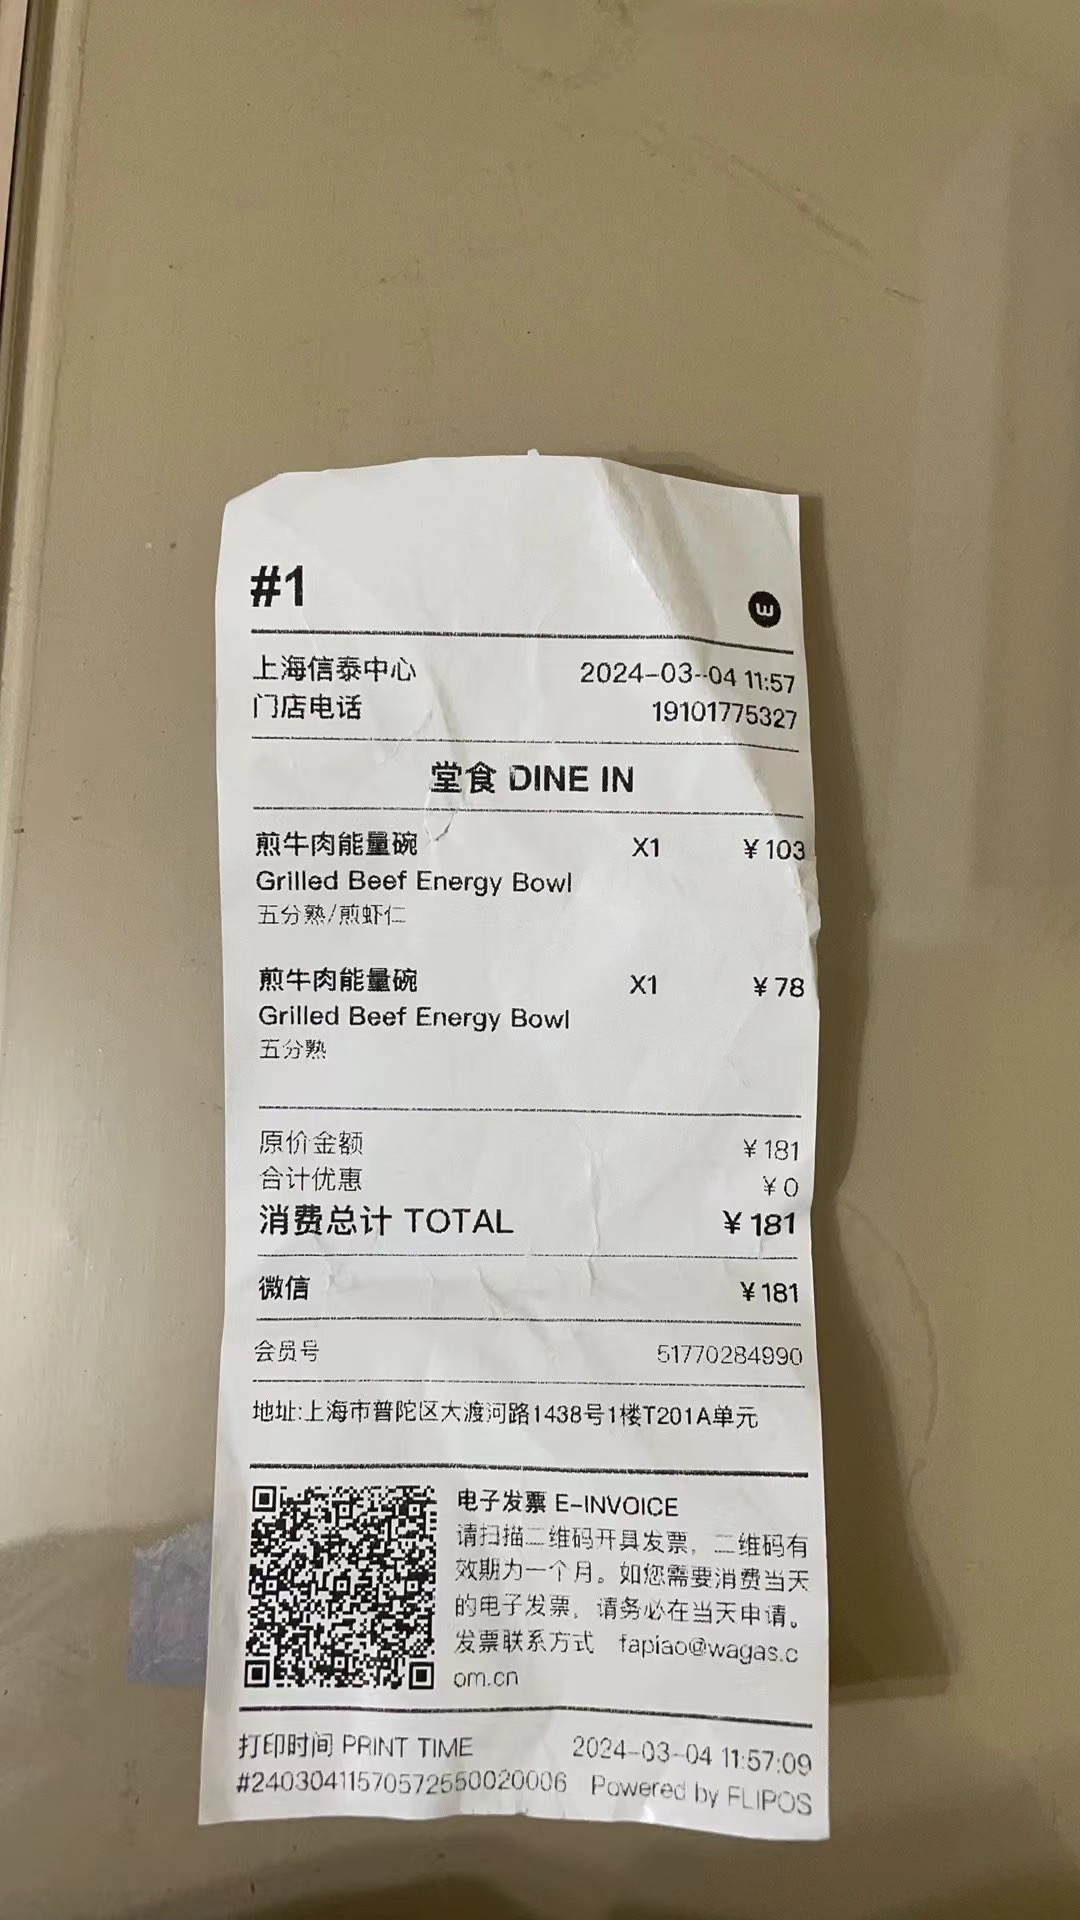 #1
上海信泰中心 2024-03-04 11:57
门店电话 19101775327
堂食 DINE IN
煎牛肉能量碗 X1 ¥103
Grilled Beef Energy Bowl
五分熟/煎虾仁
煎牛肉能量碗 X1 ¥78
Grilled Beef Energy Bowl
五分熟
原价金额 ¥181
合计优惠 ¥0
消费总计 TOTAL ¥181
微信 ¥181
会员号 51770284990
地址:上海市普陀区大渡河路1438号1楼T201A单元
电子发票 E-INVOICE
请扫描二维码开具发票，二维码有
效期为一个月。如您需要消费当天
的电子发票，请务必在当天申请。
发票联系方式 fapiao@wagas.c
om.cn
打印时间 PRINT TIME 2024-03-04 11:57:09
#24030411570572550020006 Powered by FLIPOS